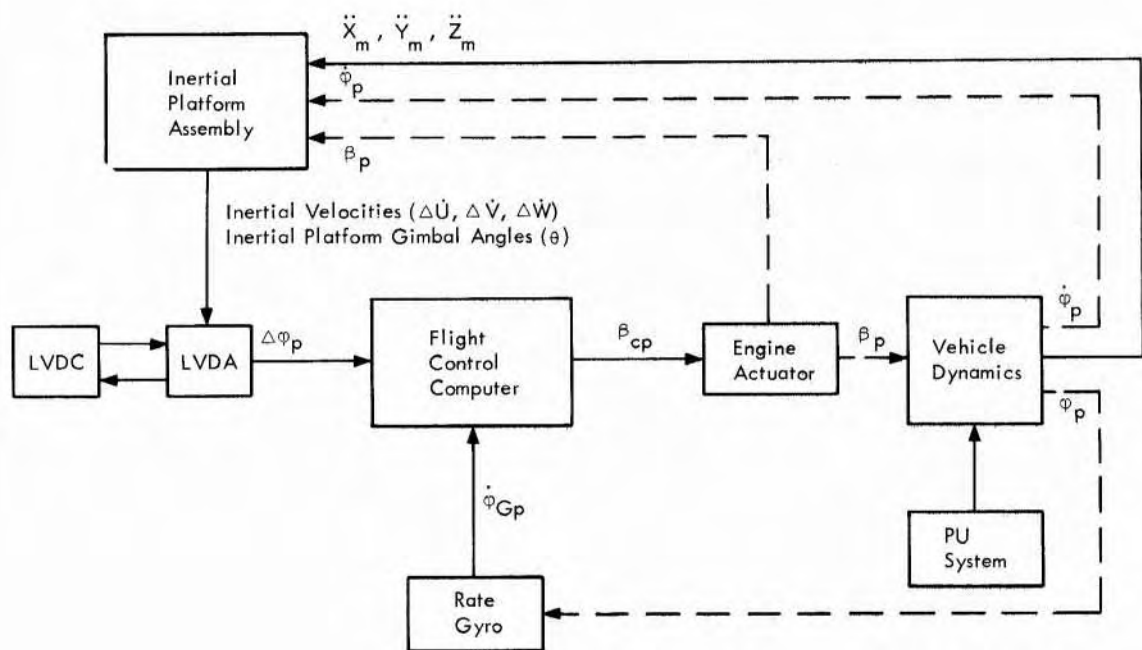 Ẍm , Ÿm , Z̈m
Inertial
Platform
Assembly
φ̇p
βp
Inertial Velocities (ΔU̇, ΔV̇, ΔẆ)
Inertial Platform Gimbal Angles (θ)
LVDC
LVDA
Δφp
Flight
Control
Computer
βcp
Engine
Actuator
βp
Vehicle
Dynamics
φ̇p
φp
φ̇Gp
PU
System
Rate
Gyro